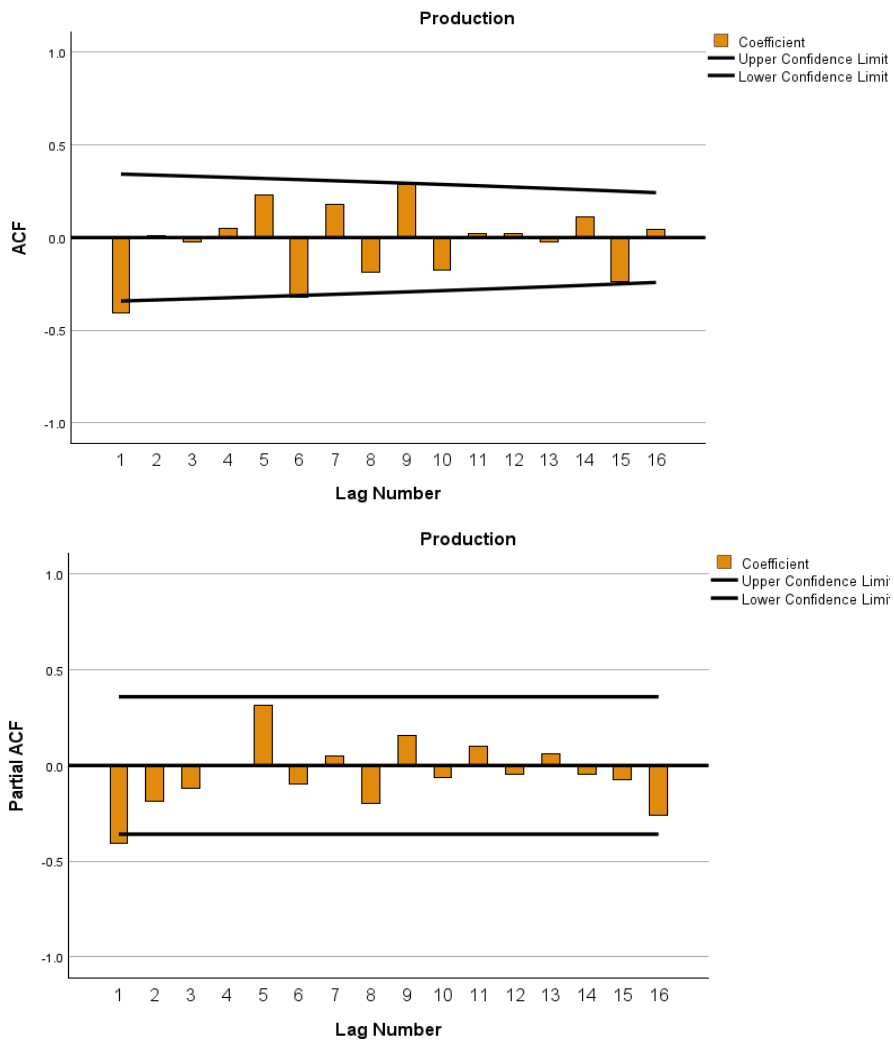 Production
Coefficient
Upper Confidence Limit
Lower Confidence Limit
1.0
0.5
0.0
-0.5
-1.0
ACF
1 2 3 4 5 6 7 8 9 10 11 12 13 14 15 16
Lag Number
Production
Coefficient
Upper Confidence Limit
Lower Confidence Limit
1.0
0.5
0.0
-0.5
-1.0
Partial ACF
1 2 3 4 5 6 7 8 9 10 11 12 13 14 15 16
Lag Number